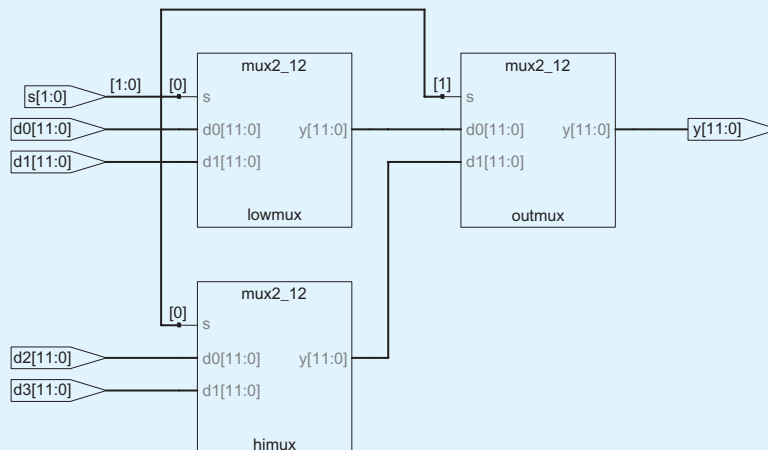 mux2_12
mux2_12
[1:0]
[0]
[1]
s[1:0]
s
s
d0[11:0]
d0[11:0]
y[11:0]
d0[11:0]
y[11:0]
y[11:0]
d1[11:0]
d1[11:0]
d1[11:0]
lowmux
outmux
mux2_12
[0]
s
d2[11:0]
d0[11:0]
y[11:0]
d3[11:0]
d1[11:0]
himux